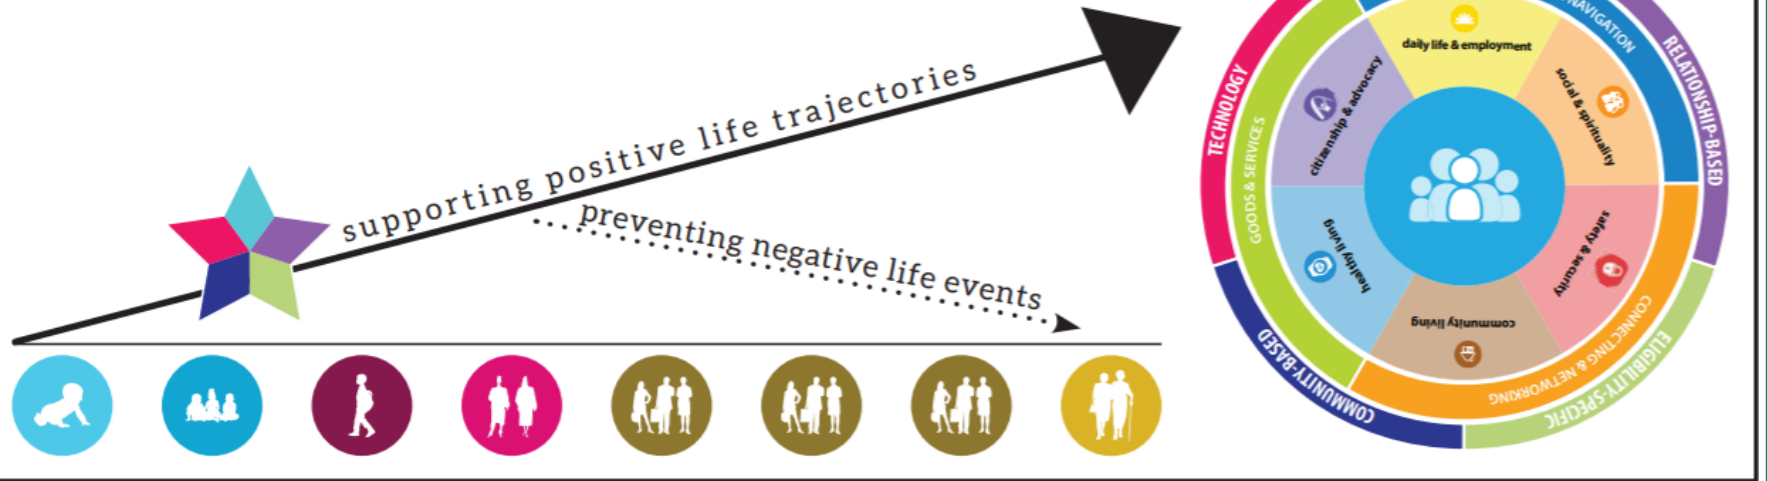 supporting positive life trajectories
preventing negative life events
TECHNOLOGY
GOODS & SERVICES
NAVIGATION
RELATIONSHIP-BASED
daily life & employment
citizenship & advocacy
social & spirituality
healthy living
safety & security
community living
CONNECTING & NETWORKING
COMMUNITY-BASED
ELIGIBILITY-SPECIFIC